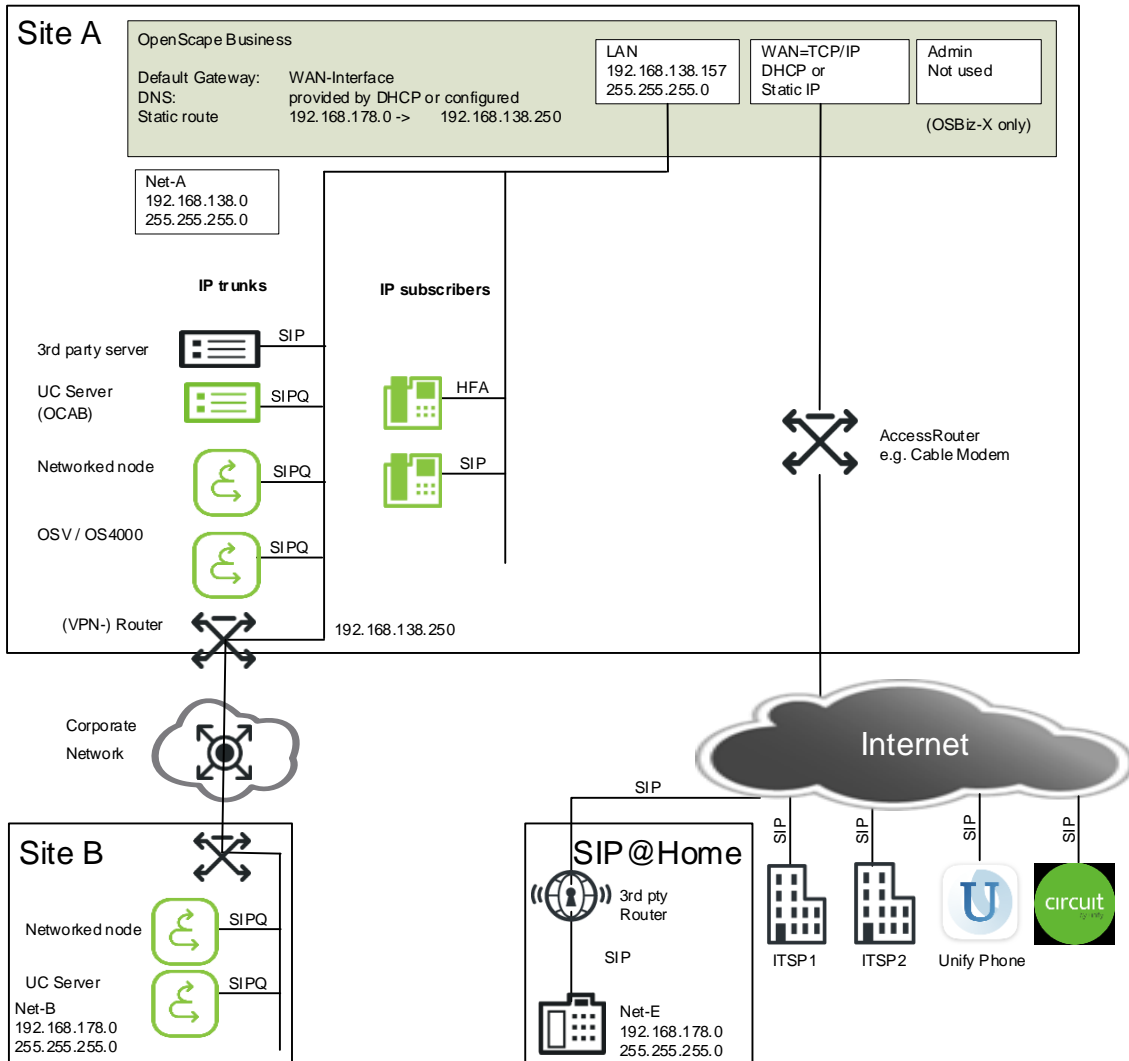 Site A
OpenScape Business
Default Gateway: WAN-Interface
DNS: provided by DHCP or configured
Static route 192.168.178.0 -> 192.168.138.250
LAN
192.168.138.157
255.255.255.0
WAN=TCP/IP
DHCP or
Static IP
Admin
Not used
(OSBiz-X only)
Net-A
192.168.138.0
255.255.255.0
IP trunks
IP subscribers
3rd party server
SIP
UC Server
(OCAB)
SIPQ
HFA
Networked node
SIPQ
SIP
OSV / OS4000
SIPQ
(VPN-) Router
192.168.138.250
AccessRouter
e.g. Cable Modem
Corporate
Network
Internet
Site B
Networked node
SIPQ
UC Server
SIPQ
Net-B
192.168.178.0
255.255.255.0
SIP
SIP@Home
3rd pty
Router
SIP
Net-E
192.168.178.0
255.255.255.0
SIP
SIP
SIP
SIP
ITSP1
ITSP2
U
Unify Phone
circuit